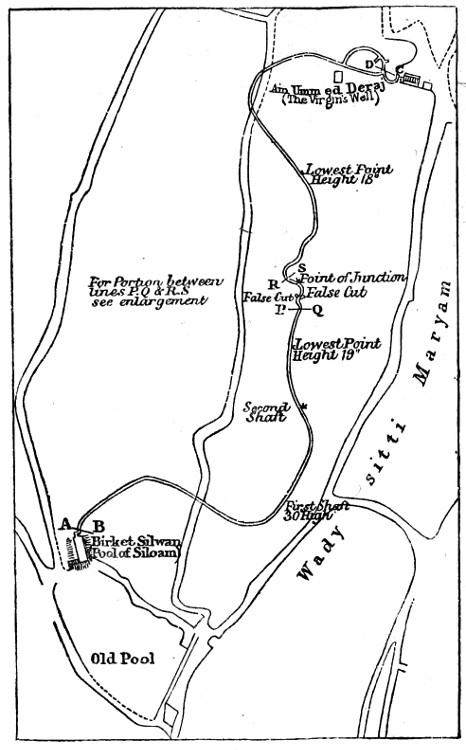 D
C
Ain Umm ed Deraj
(The Virgin's Well)
Lowest Point
Height 18"
S
R
Point of Junction
For Portion between
lines P.Q & R.S
see enlargement
False Cut
False Cut
P
Q
Lowest Point
Height 19"
Second
Shaft
First Shaft
30 High
Wady sitti Maryam
A
B
Birket Silwan
Pool of Siloam
Old Pool